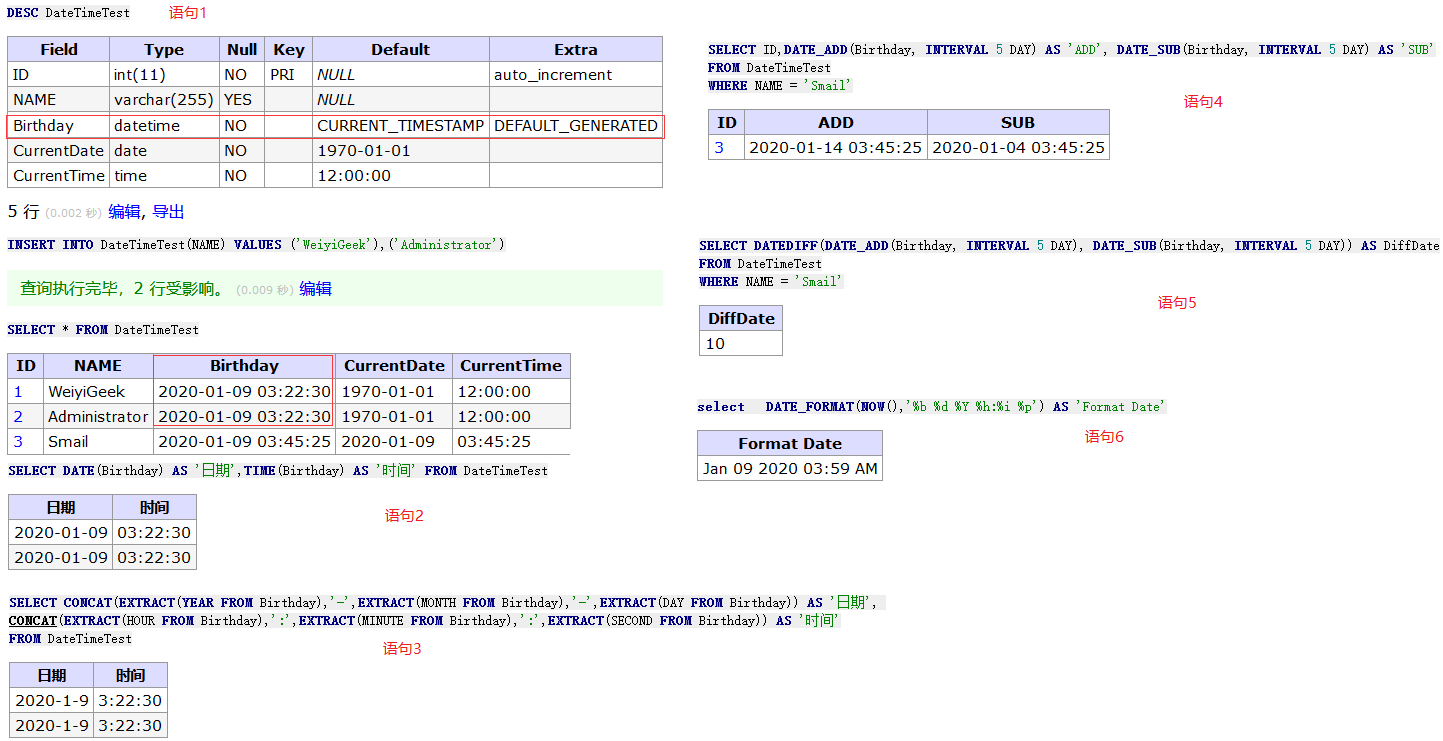 DESC DateTimeTest 语句1
Field Type Null Key Default Extra
ID int(11) NO PRI NULL auto_increment
NAME varchar(255) YES NULL
Birthday datetime NO CURRENT_TIMESTAMP DEFAULT_GENERATED
CurrentDate date NO 1970-01-01
CurrentTime time NO 12:00:00
5 行 (0.002 秒) 编辑, 导出
INSERT INTO DateTimeTest(NAME) VALUES ('WeiyiGeek'),('Administrator')
查询执行完毕，2 行受影响。 (0.009 秒) 编辑
SELECT * FROM DateTimeTest
ID NAME Birthday CurrentDate CurrentTime
1 WeiyiGeek 2020-01-09 03:22:30 1970-01-01 12:00:00
2 Administrator 2020-01-09 03:22:30 1970-01-01 12:00:00
3 Smail 2020-01-09 03:45:25 2020-01-09 03:45:25
SELECT DATE(Birthday) AS '日期',TIME(Birthday) AS '时间' FROM DateTimeTest
日期 时间
2020-01-09 03:22:30
2020-01-09 03:22:30
语句2
SELECT CONCAT(EXTRACT(YEAR FROM Birthday),'-',EXTRACT(MONTH FROM Birthday),'-',EXTRACT(DAY FROM Birthday)) AS '日期',
CONCAT(EXTRACT(HOUR FROM Birthday),':',EXTRACT(MINUTE FROM Birthday),':',EXTRACT(SECOND FROM Birthday)) AS '时间'
FROM DateTimeTest
语句3
日期 时间
2020-1-9 3:22:30
2020-1-9 3:22:30
SELECT ID,DATE_ADD(Birthday, INTERVAL 5 DAY) AS 'ADD', DATE_SUB(Birthday, INTERVAL 5 DAY) AS 'SUB'
FROM DateTimeTest
WHERE NAME = 'Smail'
语句4
ID ADD SUB
3 2020-01-14 03:45:25 2020-01-04 03:45:25
SELECT DATEDIFF(DATE_ADD(Birthday, INTERVAL 5 DAY), DATE_SUB(Birthday, INTERVAL 5 DAY)) AS DiffDate
FROM DateTimeTest
WHERE NAME = 'Smail'
语句5
DiffDate
10
select DATE_FORMAT(NOW(),'%b %d %Y %h:%i %p') AS 'Format Date'
语句6
Format Date
Jan 09 2020 03:59 AM